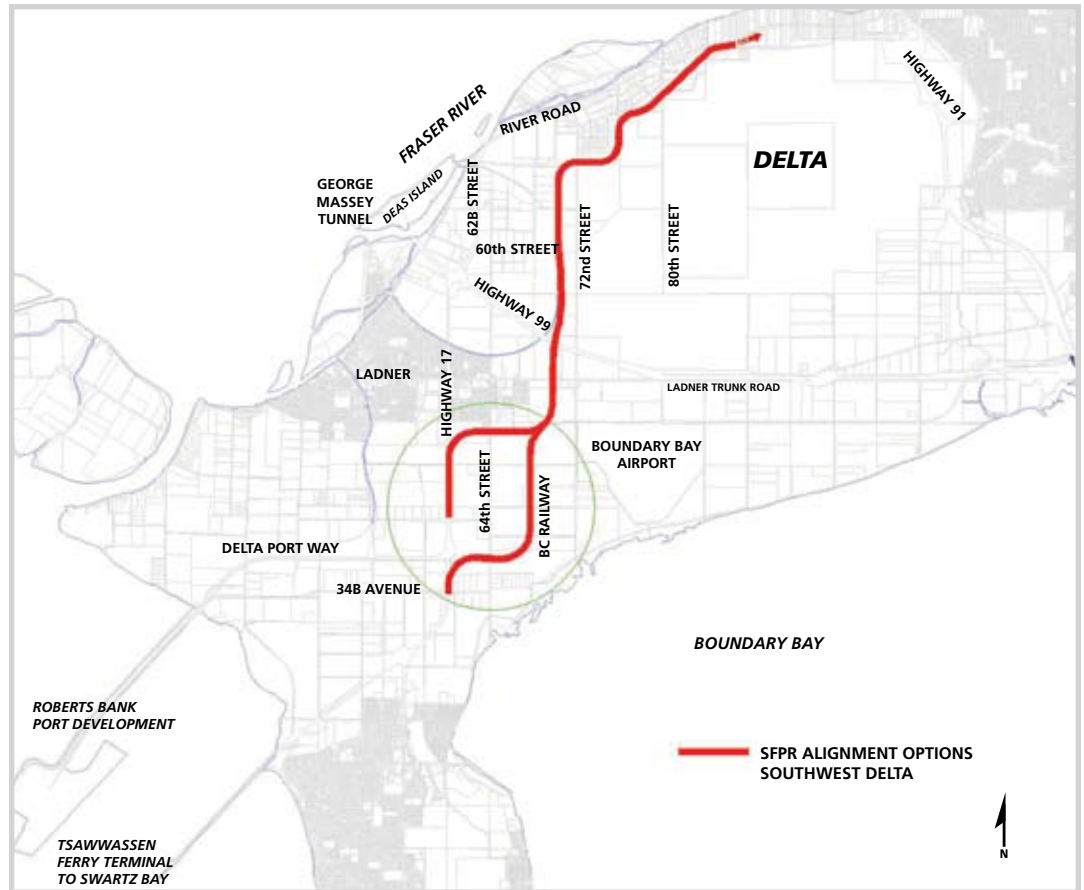 HIGHWAY 91
FRASER RIVER
RIVER ROAD
DELTA
GEORGE
MASSEY
TUNNEL
DEAS ISLAND
62B STREET
60th STREET
72nd STREET
80th STREET
HIGHWAY 99
HIGHWAY 17
LADNER
LADNER TRUNK ROAD
BOUNDARY BAY
AIRPORT
64th STREET
BC RAILWAY
DELTA PORT WAY
34B AVENUE
BOUNDARY BAY
ROBERTS BANK
PORT DEVELOPMENT
SFPR ALIGNMENT OPTIONS
SOUTHWEST DELTA
TSAWWASSEN
FERRY TERMINAL
TO SWARTZ BAY
N